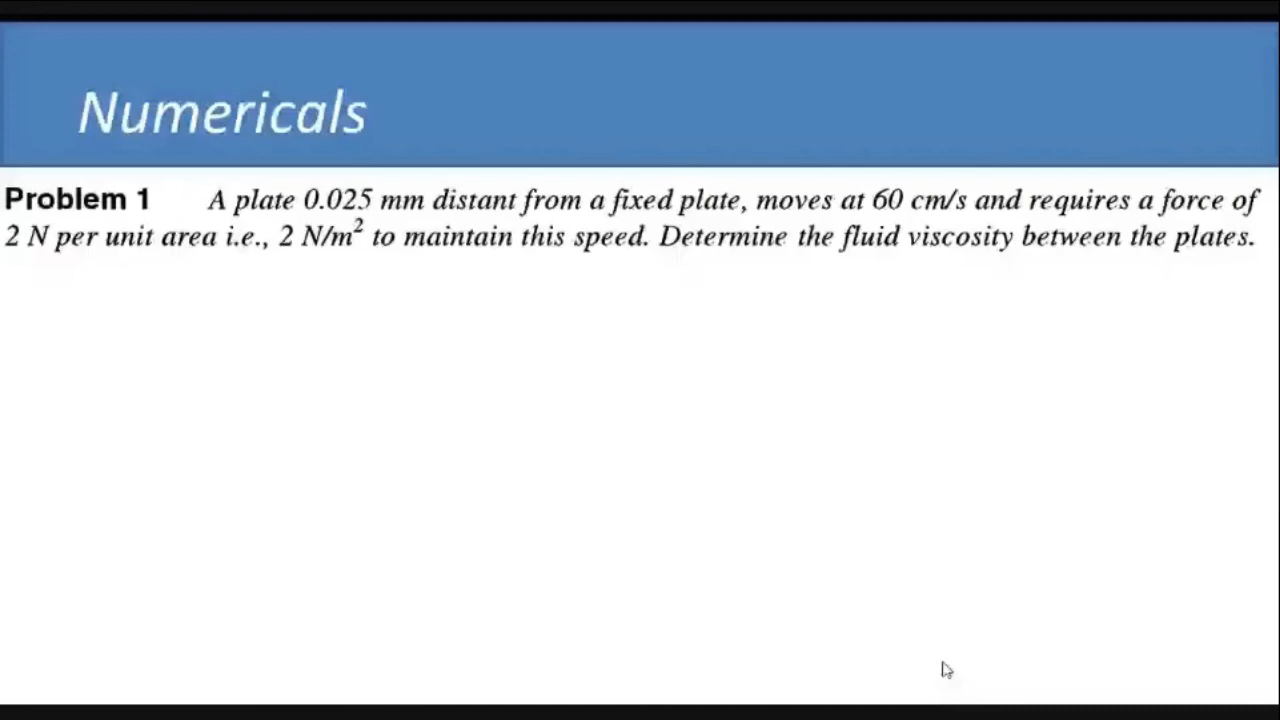 Numericals
Problem 1 A plate 0.025 mm distant from a fixed plate, moves at 60 cm/s and requires a force of
2 N per unit area i.e., 2 N/m² to maintain this speed. Determine the fluid viscosity between the plates.